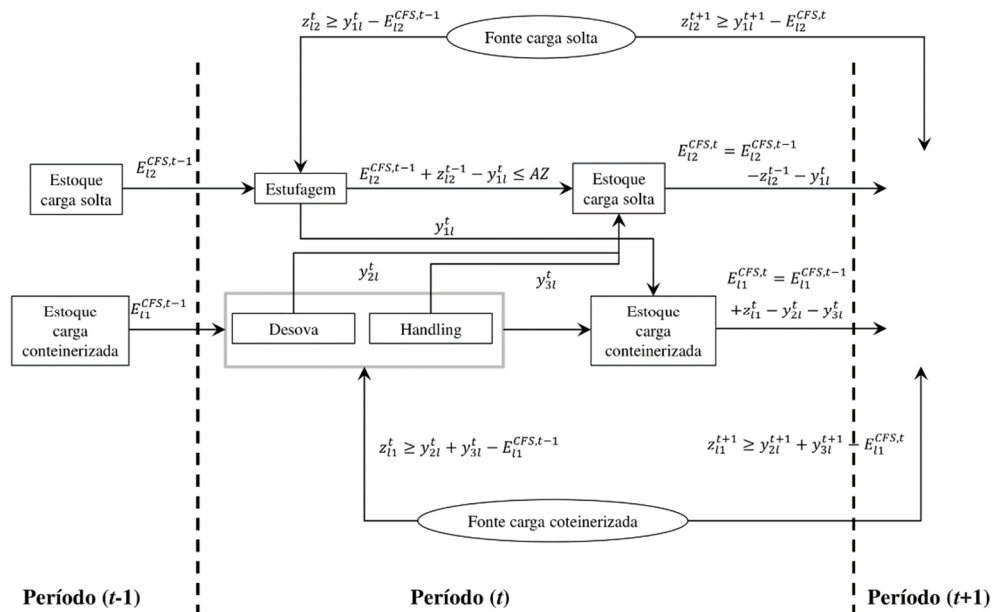 $z_{l2}^{t} \geq y_{1l}^{t} - E_{l2}^{CFS,t-1}$
Fonte carga solta
$z_{l2}^{t+1} \geq y_{1l}^{t+1} - E_{l2}^{CFS,t}$
Estoque
carga solta
$E_{l2}^{CFS,t-1}$
Estufagem
$E_{l2}^{CFS,t-1} + z_{l2}^{t-1} - y_{1l}^{t} \leq AZ$
Estoque
carga solta
$E_{l2}^{CFS,t} = E_{l2}^{CFS,t-1}$
$-z_{l2}^{t-1} - y_{1l}^{t}$
$y_{1l}^{t}$
$y_{2l}^{t}$
$y_{3l}^{t}$
Estoque
carga
conteinerizada
$E_{l1}^{CFS,t-1}$
Desova
Handling
Estoque
carga
conteinerizada
$E_{l1}^{CFS,t} = E_{l1}^{CFS,t-1}$
$+z_{l1}^{t} - y_{2l}^{t} - y_{3l}^{t}$
$z_{l1}^{t} \geq y_{2l}^{t} + y_{3l}^{t} - E_{l1}^{CFS,t-1}$
$z_{l1}^{t+1} \geq y_{2l}^{t+1} + y_{3l}^{t+1} - E_{l1}^{CFS,t}$
Fonte carga coteinerizada
Período (t-1)
Período (t)
Período (t+1)